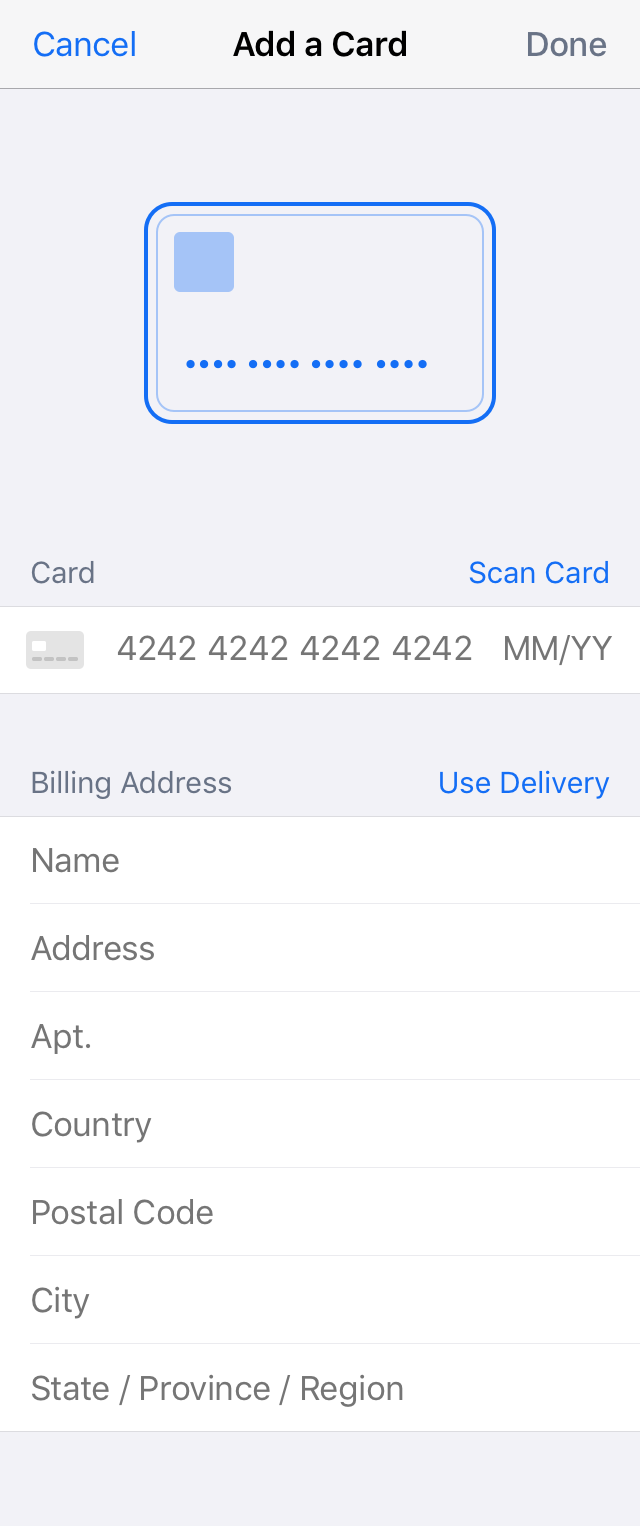 Cancel Add a Card Done
•••• •••• •••• ••••
Card Scan Card
4242 4242 4242 4242 MM/YY
Billing Address Use Delivery
Name
Address
Apt.
Country
Postal Code
City
State / Province / Region